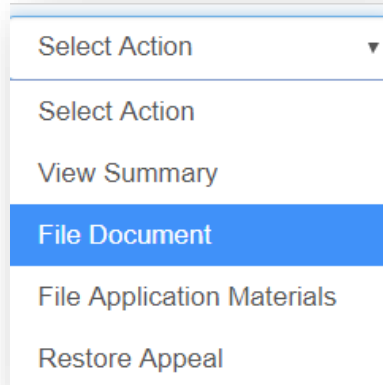 Select Action
Select Action
View Summary
File Document
File Application Materials
Restore Appeal